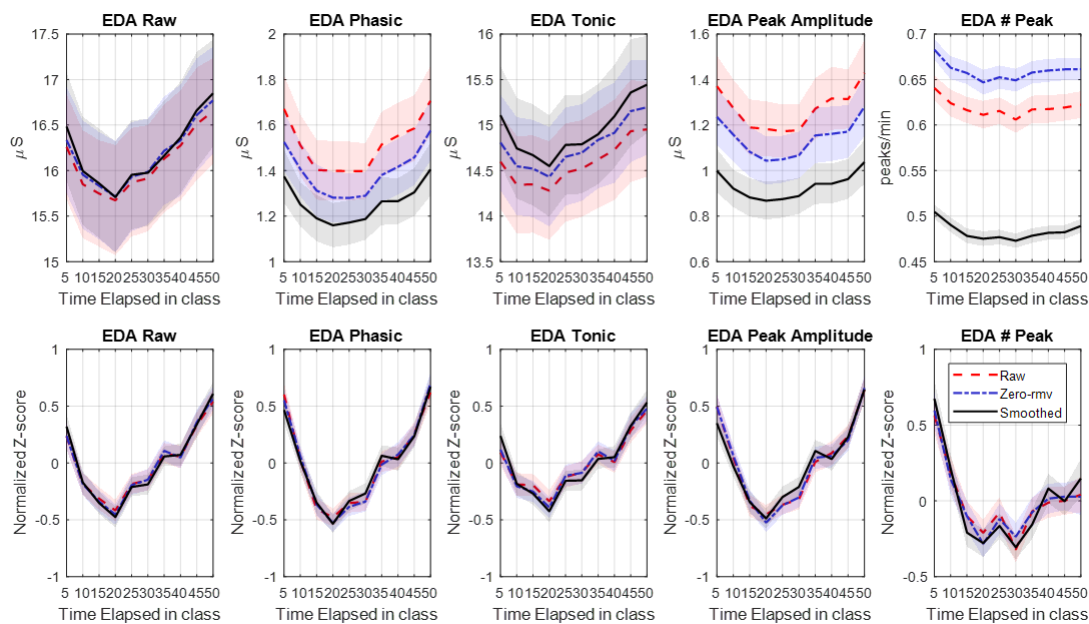 EDA Raw
17.5
17
16.5
16
15.5
15
μ S
5 101520253035404550
Time Elapsed in class
EDA Phasic
2
1.8
1.6
1.4
1.2
1
μ S
5 101520253035404550
Time Elapsed in class
EDA Tonic
16
15.5
15
14.5
14
13.5
μ S
5 101520253035404550
Time Elapsed in class
EDA Peak Amplitude
1.6
1.4
1.2
1
0.8
0.6
μ S
5 101520253035404550
Time Elapsed in class
EDA # Peak
0.65
0.6
0.55
0.5
0.45
peaks/min
5 101520253035404550
Time Elapsed in class
EDA Raw
1
0.5
0
-0.5
-1
Normalized Z-score
5 101520253035404550
Time Elapsed in class
EDA Phasic
1
0.5
0
-0.5
-1
Normalized Z-score
5 101520253035404550
Time Elapsed in class
EDA Tonic
1
0.5
0
-0.5
-1
Normalized Z-score
5 101520253035404550
Time Elapsed in class
EDA Peak Amplitude
1
0.5
0
-0.5
-1
Normalized Z-score
5 101520253035404550
Time Elapsed in class
EDA # Peak
1
0.5
0
-0.5
Normalized Z-score
Raw
Zero-rmv
Smoothed
5 101520253035404550
Time Elapsed in class